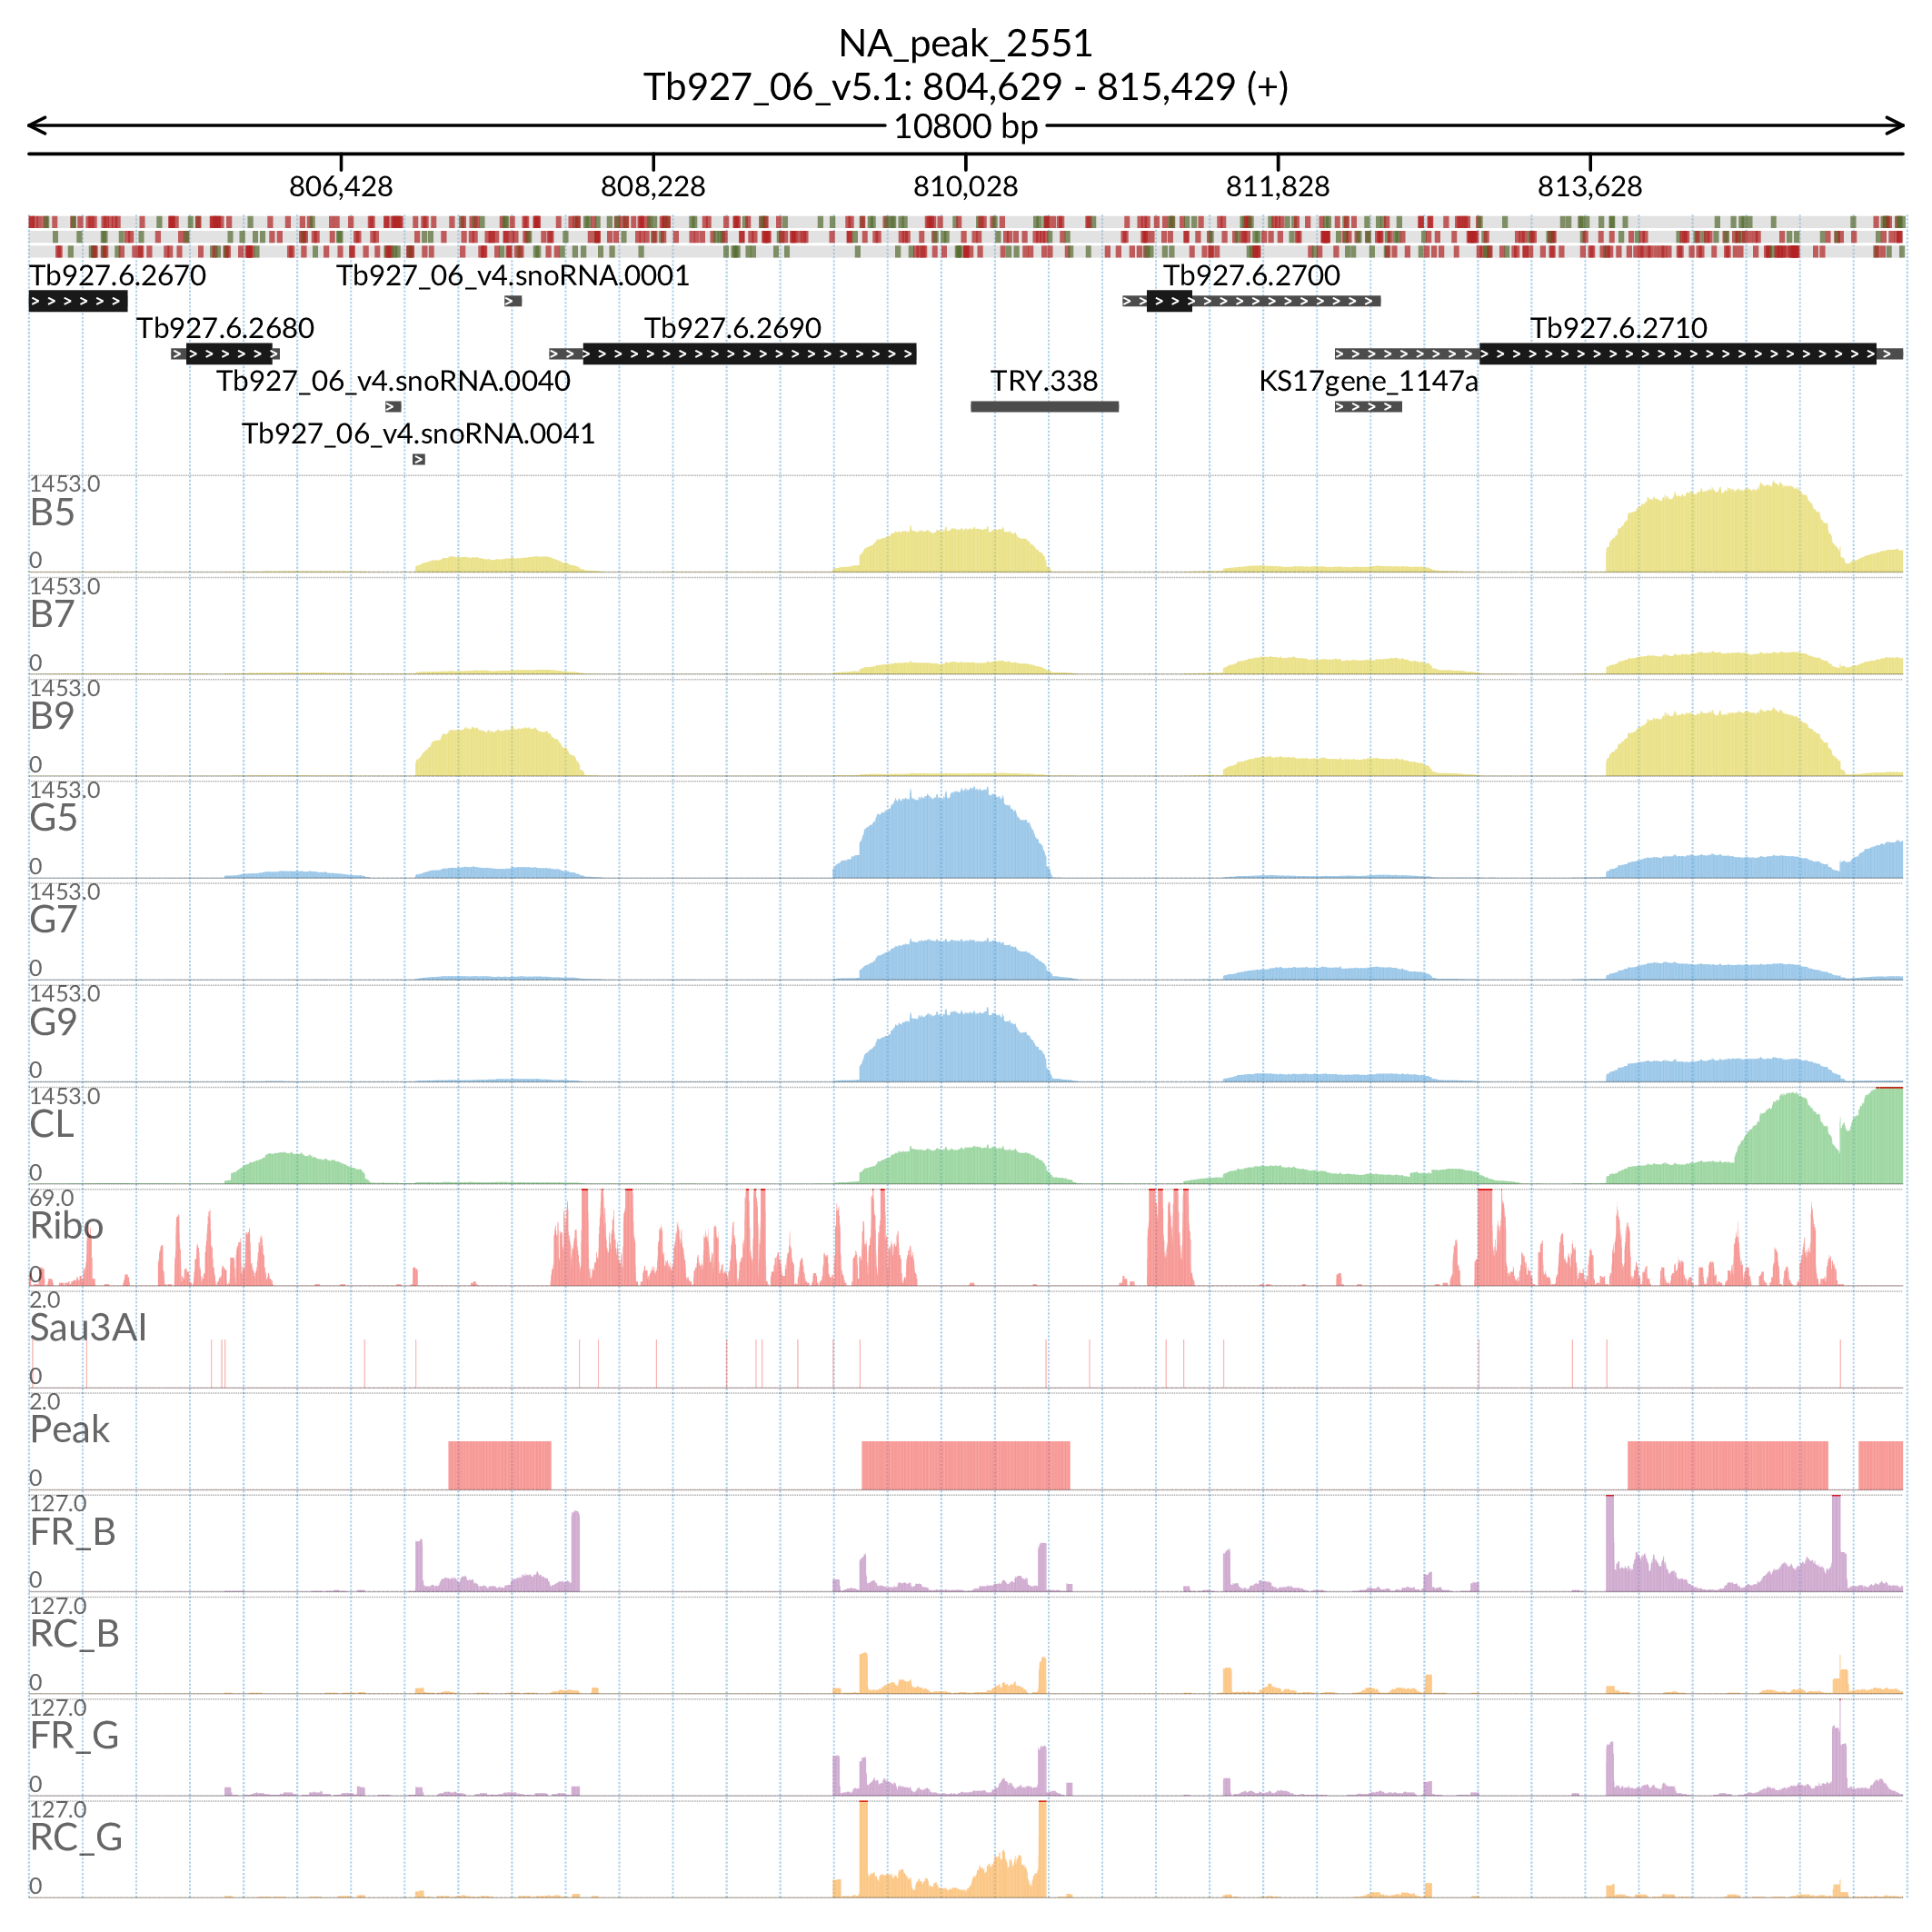 NA_peak_2551
Tb927_06_v5.1: 804,629 - 815,429 (+)
10800 bp
806,428 808,228 810,028 811,828 813,628
Tb927.6.2670 Tb927_06_v4.snoRNA.0001 Tb927.6.2700
Tb927.6.2680 Tb927.6.2690 Tb927.6.2710
Tb927_06_v4.snoRNA.0040 TRY.338 KS17gene_1147a
Tb927_06_v4.snoRNA.0041
1453.0
B5
0
1453.0
B7
0
1453.0
B9
0
1453.0
G5
0
1453.0
G7
0
1453.0
G9
0
1453.0
CL
0
69.0
Ribo
0
2.0
Sau3AI
0
2.0
Peak
0
127.0
FR_B
0
127.0
RC_B
0
127.0
FR_G
0
127.0
RC_G
0